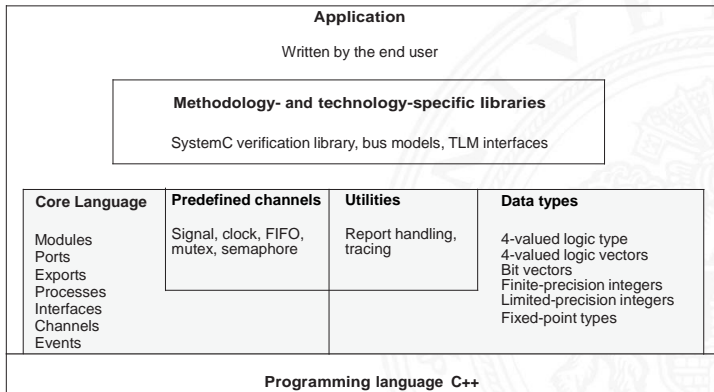 Application
Written by the end user
Methodology- and technology-specific libraries
SystemC verification library, bus models, TLM interfaces
Core Language
Modules
Ports
Exports
Processes
Interfaces
Channels
Events
Predefined channels
Signal, clock, FIFO,
mutex, semaphore
Utilities
Report handling,
tracing
Data types
4-valued logic type
4-valued logic vectors
Bit vectors
Finite-precision integers
Limited-precision integers
Fixed-point types
Programming language C++